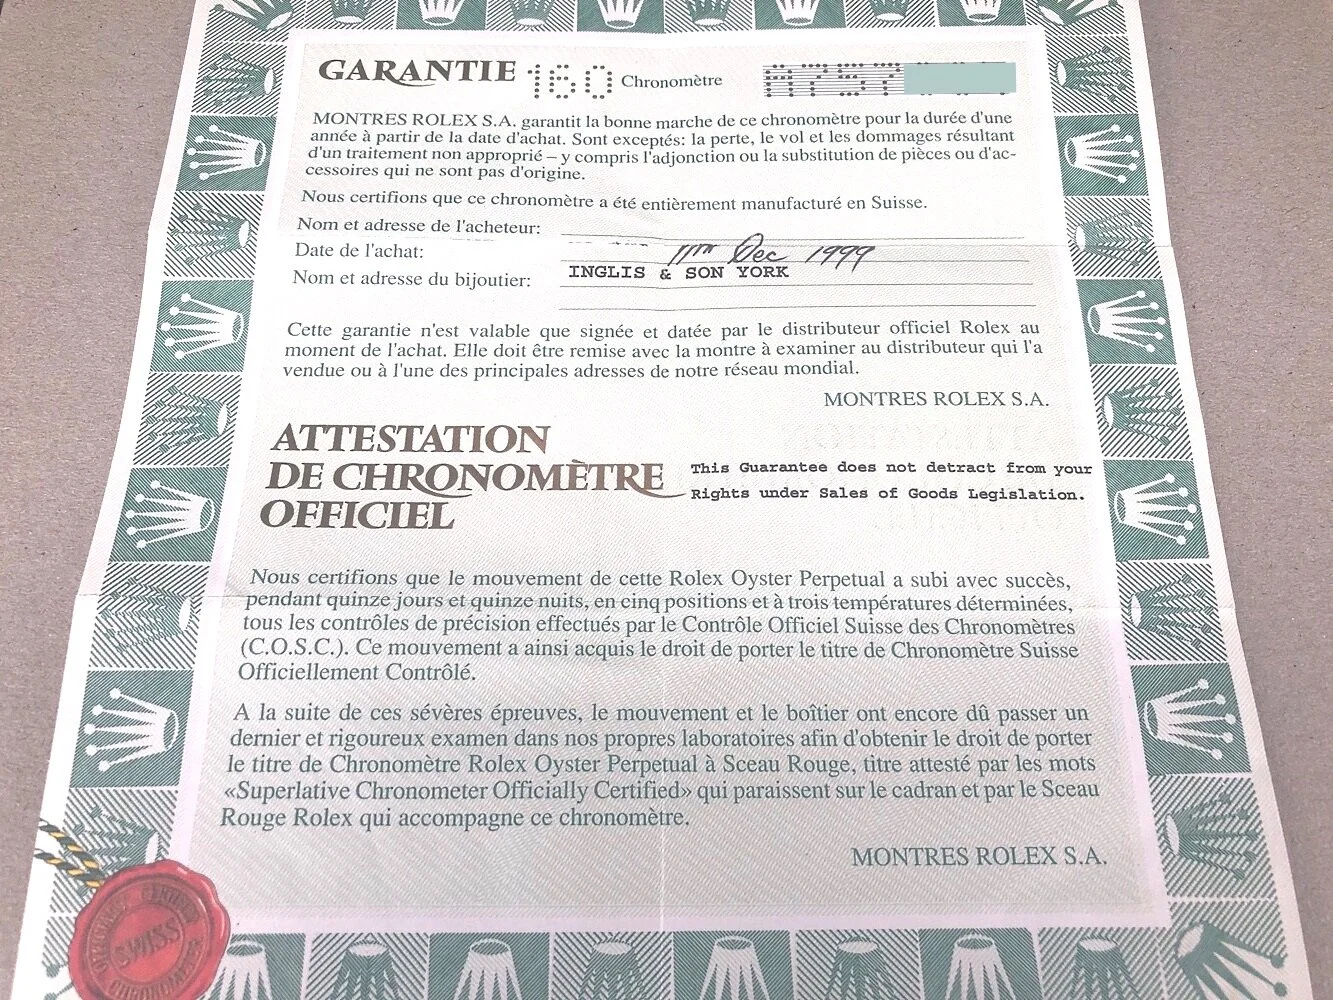 GARANTIE 160 Chronomètre A757
MONTRES ROLEX S.A. garantit la bonne marche de ce chronomètre pour la durée d'une
année à partir de la date d'achat. Sont exceptés: la perte, le vol et les dommages résultant
d'un traitement non approprié – y compris l'adjonction ou la substitution de pièces ou d'ac-
cessoires qui ne sont pas d'origine.
Nous certifions que ce chronomètre a été entièrement manufacturé en Suisse.
Nom et adresse de l'acheteur:
Date de l'achat: 11TH Dec 1999
Nom et adresse du bijoutier: INGLIS & SON YORK
Cette garantie n'est valable que signée et datée par le distributeur officiel Rolex au
moment de l'achat. Elle doit être remise avec la montre à examiner au distributeur qui l'a
vendue ou à l'une des principales adresses de notre réseau mondial.
MONTRES ROLEX S.A.
ATTESTATION
DE CHRONOMÈTRE
OFFICIEL
This Guarantee does not detract from your
Rights under Sales of Goods Legislation.
Nous certifions que le mouvement de cette Rolex Oyster Perpetual a subi avec succès,
pendant quinze jours et quinze nuits, en cinq positions et à trois températures déterminées,
tous les contrôles de précision effectués par le Contrôle Officiel Suisse des Chronomètres
(C.O.S.C.). Ce mouvement a ainsi acquis le droit de porter le titre de Chronomètre Suisse
Officiellement Contrôlé.
A la suite de ces sévères épreuves, le mouvement et le boîtier ont encore dû passer un
dernier et rigoureux examen dans nos propres laboratoires afin d'obtenir le droit de porter
le titre de Chronomètre Rolex Oyster Perpetual à Sceau Rouge, titre attesté par les mots
«Superlative Chronometer Officially Certified» qui paraissent sur le cadran et par le Sceau
Rouge Rolex qui accompagne ce chronomètre.
MONTRES ROLEX S.A.
SWISS
CHRONOMETER